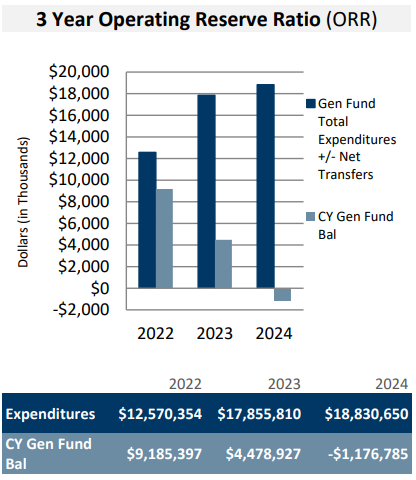 3 Year Operating Reserve Ratio (ORR)
Dollars (in Thousands)
$20,000
$18,000
$16,000
$14,000
$12,000
$10,000
$8,000
$6,000
$4,000
$2,000
$0
-$2,000
2022 2023 2024
Gen Fund
Total
Expenditures
+/- Net
Transfers
CY Gen Fund
Bal
2022 2023 2024
Expenditures $12,570,354 $17,855,810 $18,830,650
CY Gen Fund
Bal $9,185,397 $4,478,927 -$1,176,785